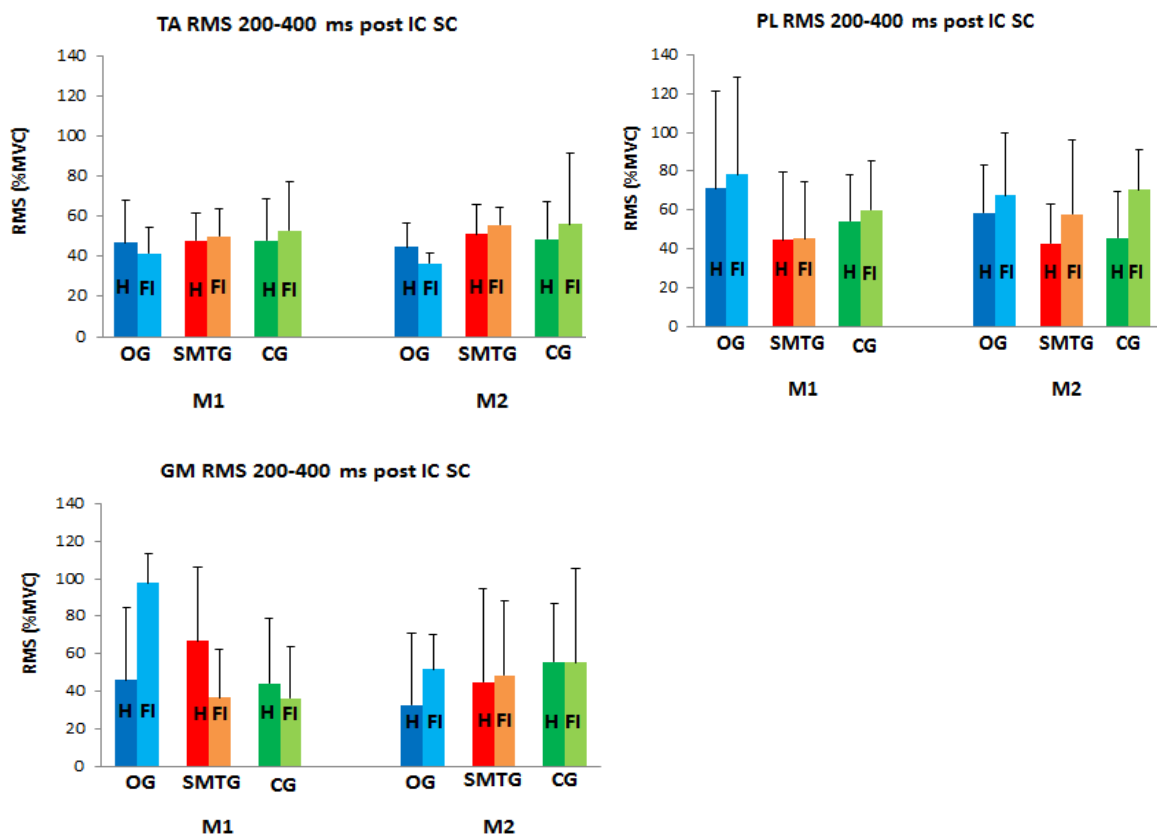 TA RMS 200-400 ms post IC SC
RMS (%MVC)
140
120
100
80
60
40
20
0
H FI H FI H FI H FI H FI H FI
OG SMTG CG OG SMTG CG
M1 M2
PL RMS 200-400 ms post IC SC
RMS (%MVC)
140
120
100
80
60
40
20
0
H FI H FI H FI H FI H FI H FI
OG SMTG CG OG SMTG CG
M1 M2
GM RMS 200-400 ms post IC SC
RMS (%MVC)
140
120
100
80
60
40
20
0
H FI H FI H FI H FI H FI H FI
OG SMTG CG OG SMTG CG
M1 M2